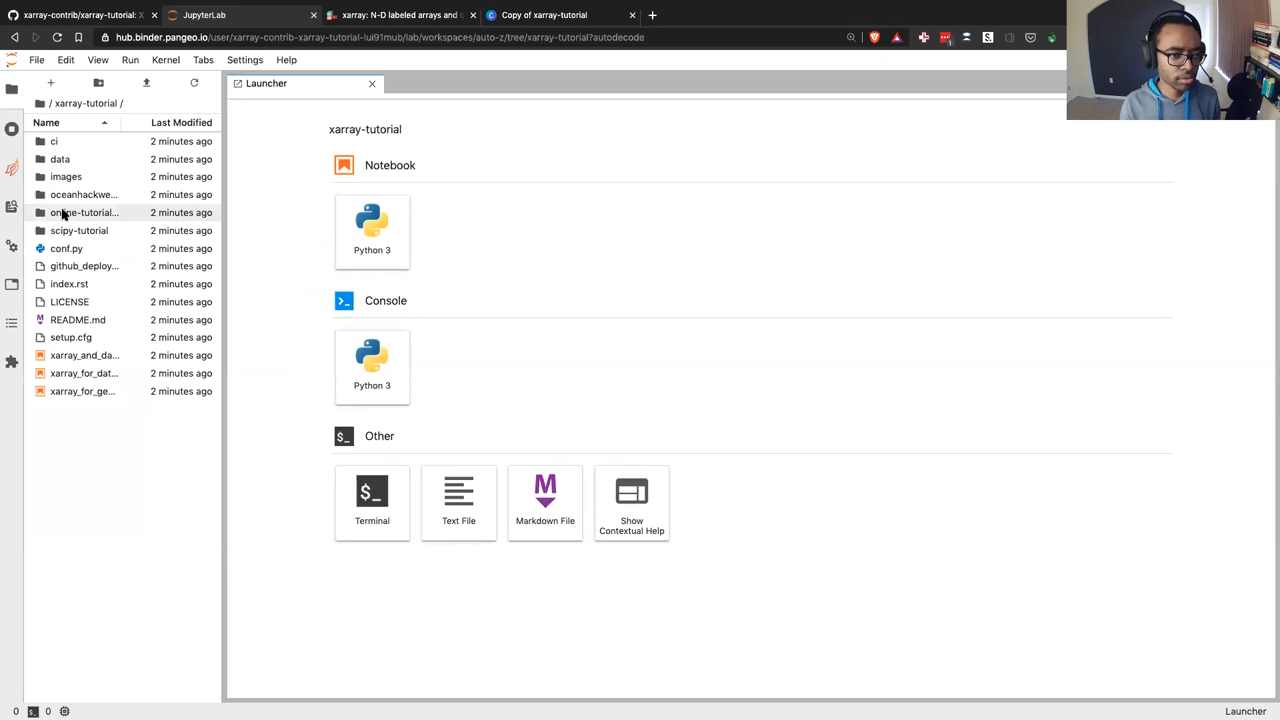 xarray-contrib/xarray-tutorial: X
JupyterLab
xarray: N-D labeled arrays and
Copy of xarray-tutorial
hub.binder.pangeo.io/user/xarray-contrib-xarray-tutorial-lui91mub/lab/workspaces/auto-z/tree/xarray-tutorial?autodecode
File Edit View Run Kernel Tabs Settings Help
Launcher
/ xarray-tutorial /
Name Last Modified
ci 2 minutes ago
data 2 minutes ago
images 2 minutes ago
oceanhackwe... 2 minutes ago
online-tutorial... 2 minutes ago
scipy-tutorial 2 minutes ago
conf.py 2 minutes ago
github_deploy... 2 minutes ago
index.rst 2 minutes ago
LICENSE 2 minutes ago
README.md 2 minutes ago
setup.cfg 2 minutes ago
xarray_and_da... 2 minutes ago
xarray_for_dat... 2 minutes ago
xarray_for_ge... 2 minutes ago
xarray-tutorial
Notebook
Python 3
Console
Python 3
Other
$_
Terminal
Text File
Markdown File
Show
Contextual Help
0 $_ 0
Launcher